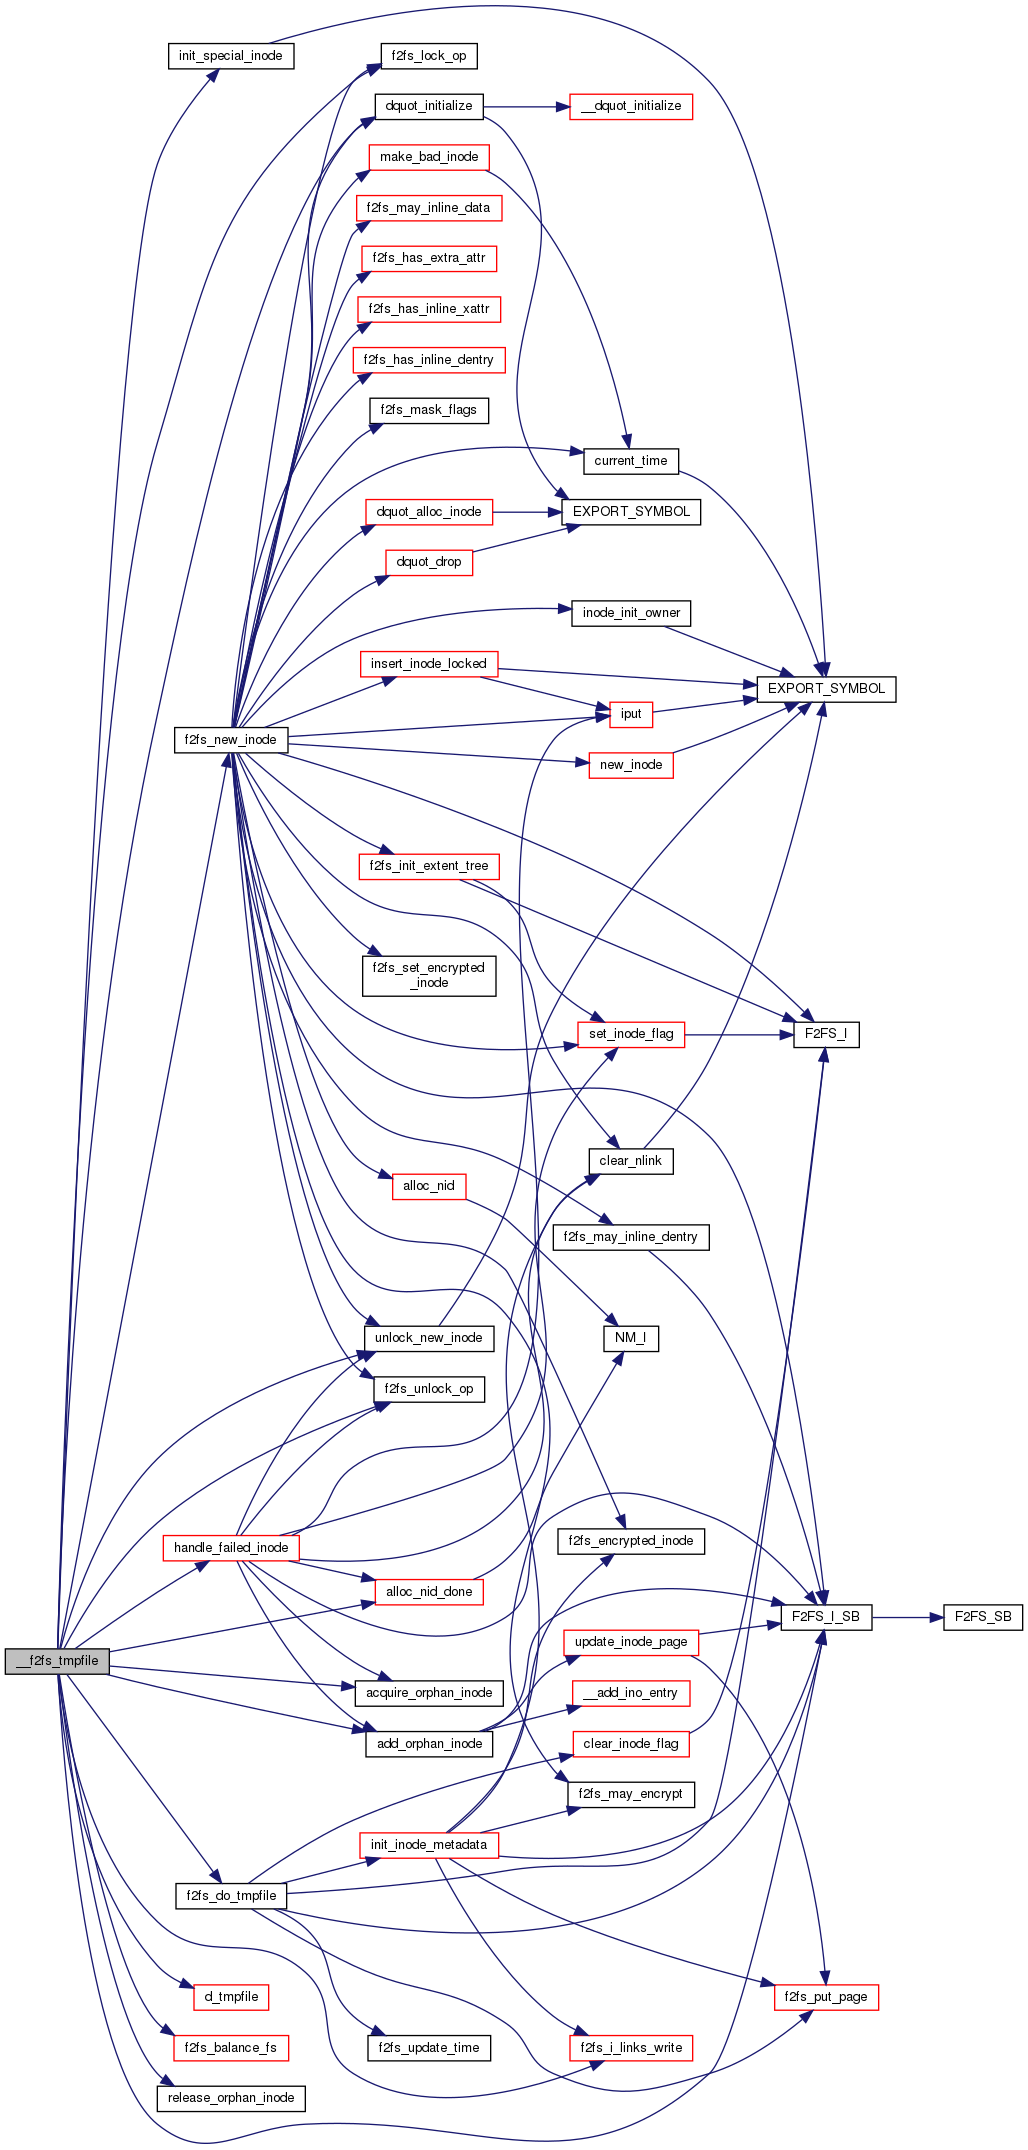 init_special_inode
f2fs_lock_op
dquot_initialize
__dquot_initialize
make_bad_inode
f2fs_may_inline_data
f2fs_has_extra_attr
f2fs_has_inline_xattr
f2fs_has_inline_dentry
f2fs_mask_flags
current_time
dquot_alloc_inode
EXPORT_SYMBOL
dquot_drop
inode_init_owner
insert_inode_locked
EXPORT_SYMBOL
iput
f2fs_new_inode
new_inode
f2fs_init_extent_tree
f2fs_set_encrypted
_inode
set_inode_flag
F2FS_I
clear_nlink
alloc_nid
f2fs_may_inline_dentry
unlock_new_inode
NM_I
f2fs_unlock_op
handle_failed_inode
f2fs_encrypted_inode
alloc_nid_done
F2FS_I_SB
F2FS_SB
update_inode_page
__f2fs_tmpfile
acquire_orphan_inode
__add_ino_entry
add_orphan_inode
clear_inode_flag
f2fs_may_encrypt
init_inode_metadata
f2fs_do_tmpfile
d_tmpfile
f2fs_put_page
f2fs_balance_fs
f2fs_update_time
f2fs_i_links_write
release_orphan_inode